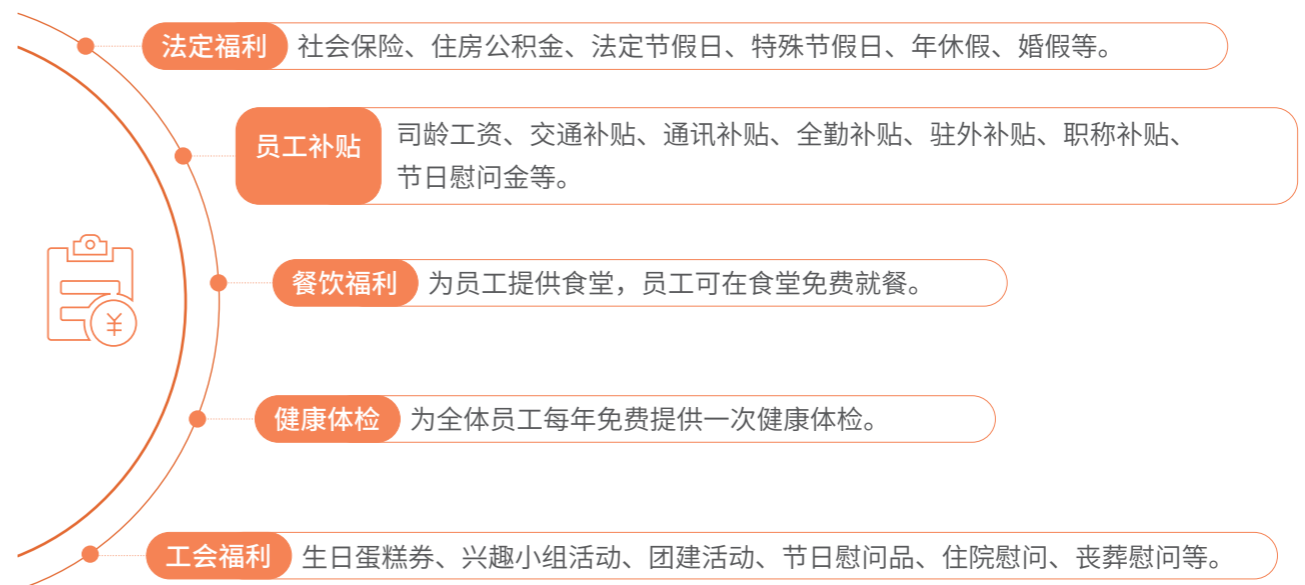 法定福利 社会保险、住房公积金、法定节假日、特殊节假日、年休假、婚假等。
员工补贴 司龄工资、交通补贴、通讯补贴、全勤补贴、驻外补贴、职称补贴、
节日慰问金等。
餐饮福利 为员工提供食堂，员工可在食堂免费就餐。
¥
健康体检 为全体员工每年免费提供一次健康体检。
工会福利 生日蛋糕券、兴趣小组活动、团建活动、节日慰问品、住院慰问、丧葬慰问等。